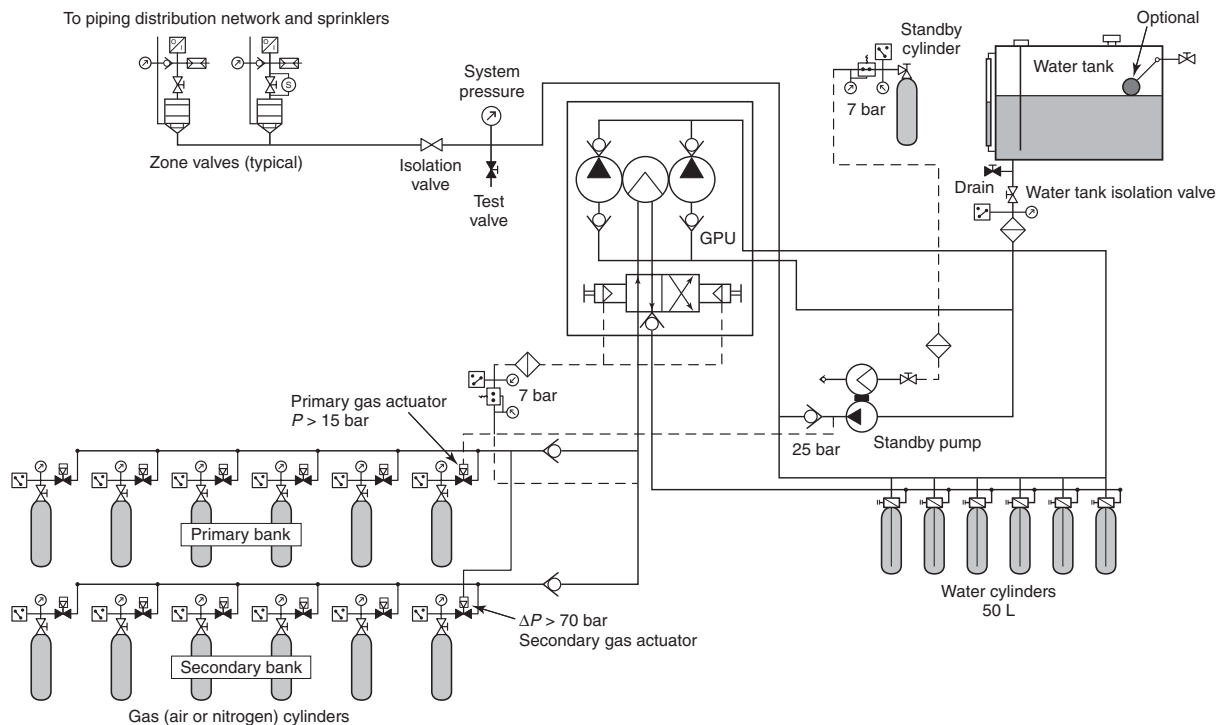 To piping distribution network and sprinklers
Optional
Standby
cylinder
Water tank
System
pressure
7 bar
Zone valves (typical)
Isolation
valve
Test
valve
Drain
Water tank isolation valve
GPU
S
O
I
O
I
7 bar
Primary gas actuator
P > 15 bar
25 bar
Standby pump
Primary bank
Water cylinders
50 L
ΔP > 70 bar
Secondary gas actuator
Secondary bank
Gas (air or nitrogen) cylinders